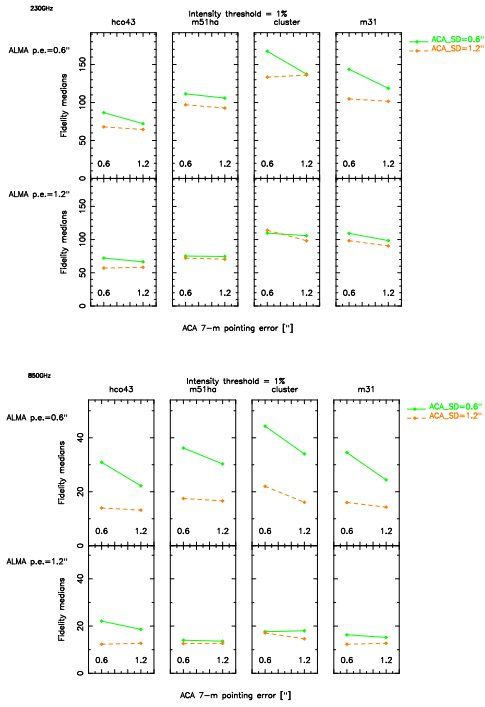 230GHz
Intensity threshold = 1%
hco43 m51ha cluster m31
ACA_SD=0.6"
ACA_SD=1.2"
ALMA p.e.=0.6"
Fidelity medians
150
100
50
0
0.6 1.2 0.6 1.2 0.6 1.2 0.6 1.2
ALMA p.e.=1.2"
Fidelity medians
150
100
50
0
0.6 1.2 0.6 1.2 0.6 1.2 0.6 1.2
ACA 7-m pointing error ["]
850GHz
Intensity threshold = 1%
hco43 m51ha cluster m31
ACA_SD=0.6"
ACA_SD=1.2"
ALMA p.e.=0.6"
Fidelity medians
40
20
0
0.6 1.2 0.6 1.2 0.6 1.2 0.6 1.2
ALMA p.e.=1.2"
Fidelity medians
40
20
0
0.6 1.2 0.6 1.2 0.6 1.2 0.6 1.2
ACA 7-m pointing error ["]